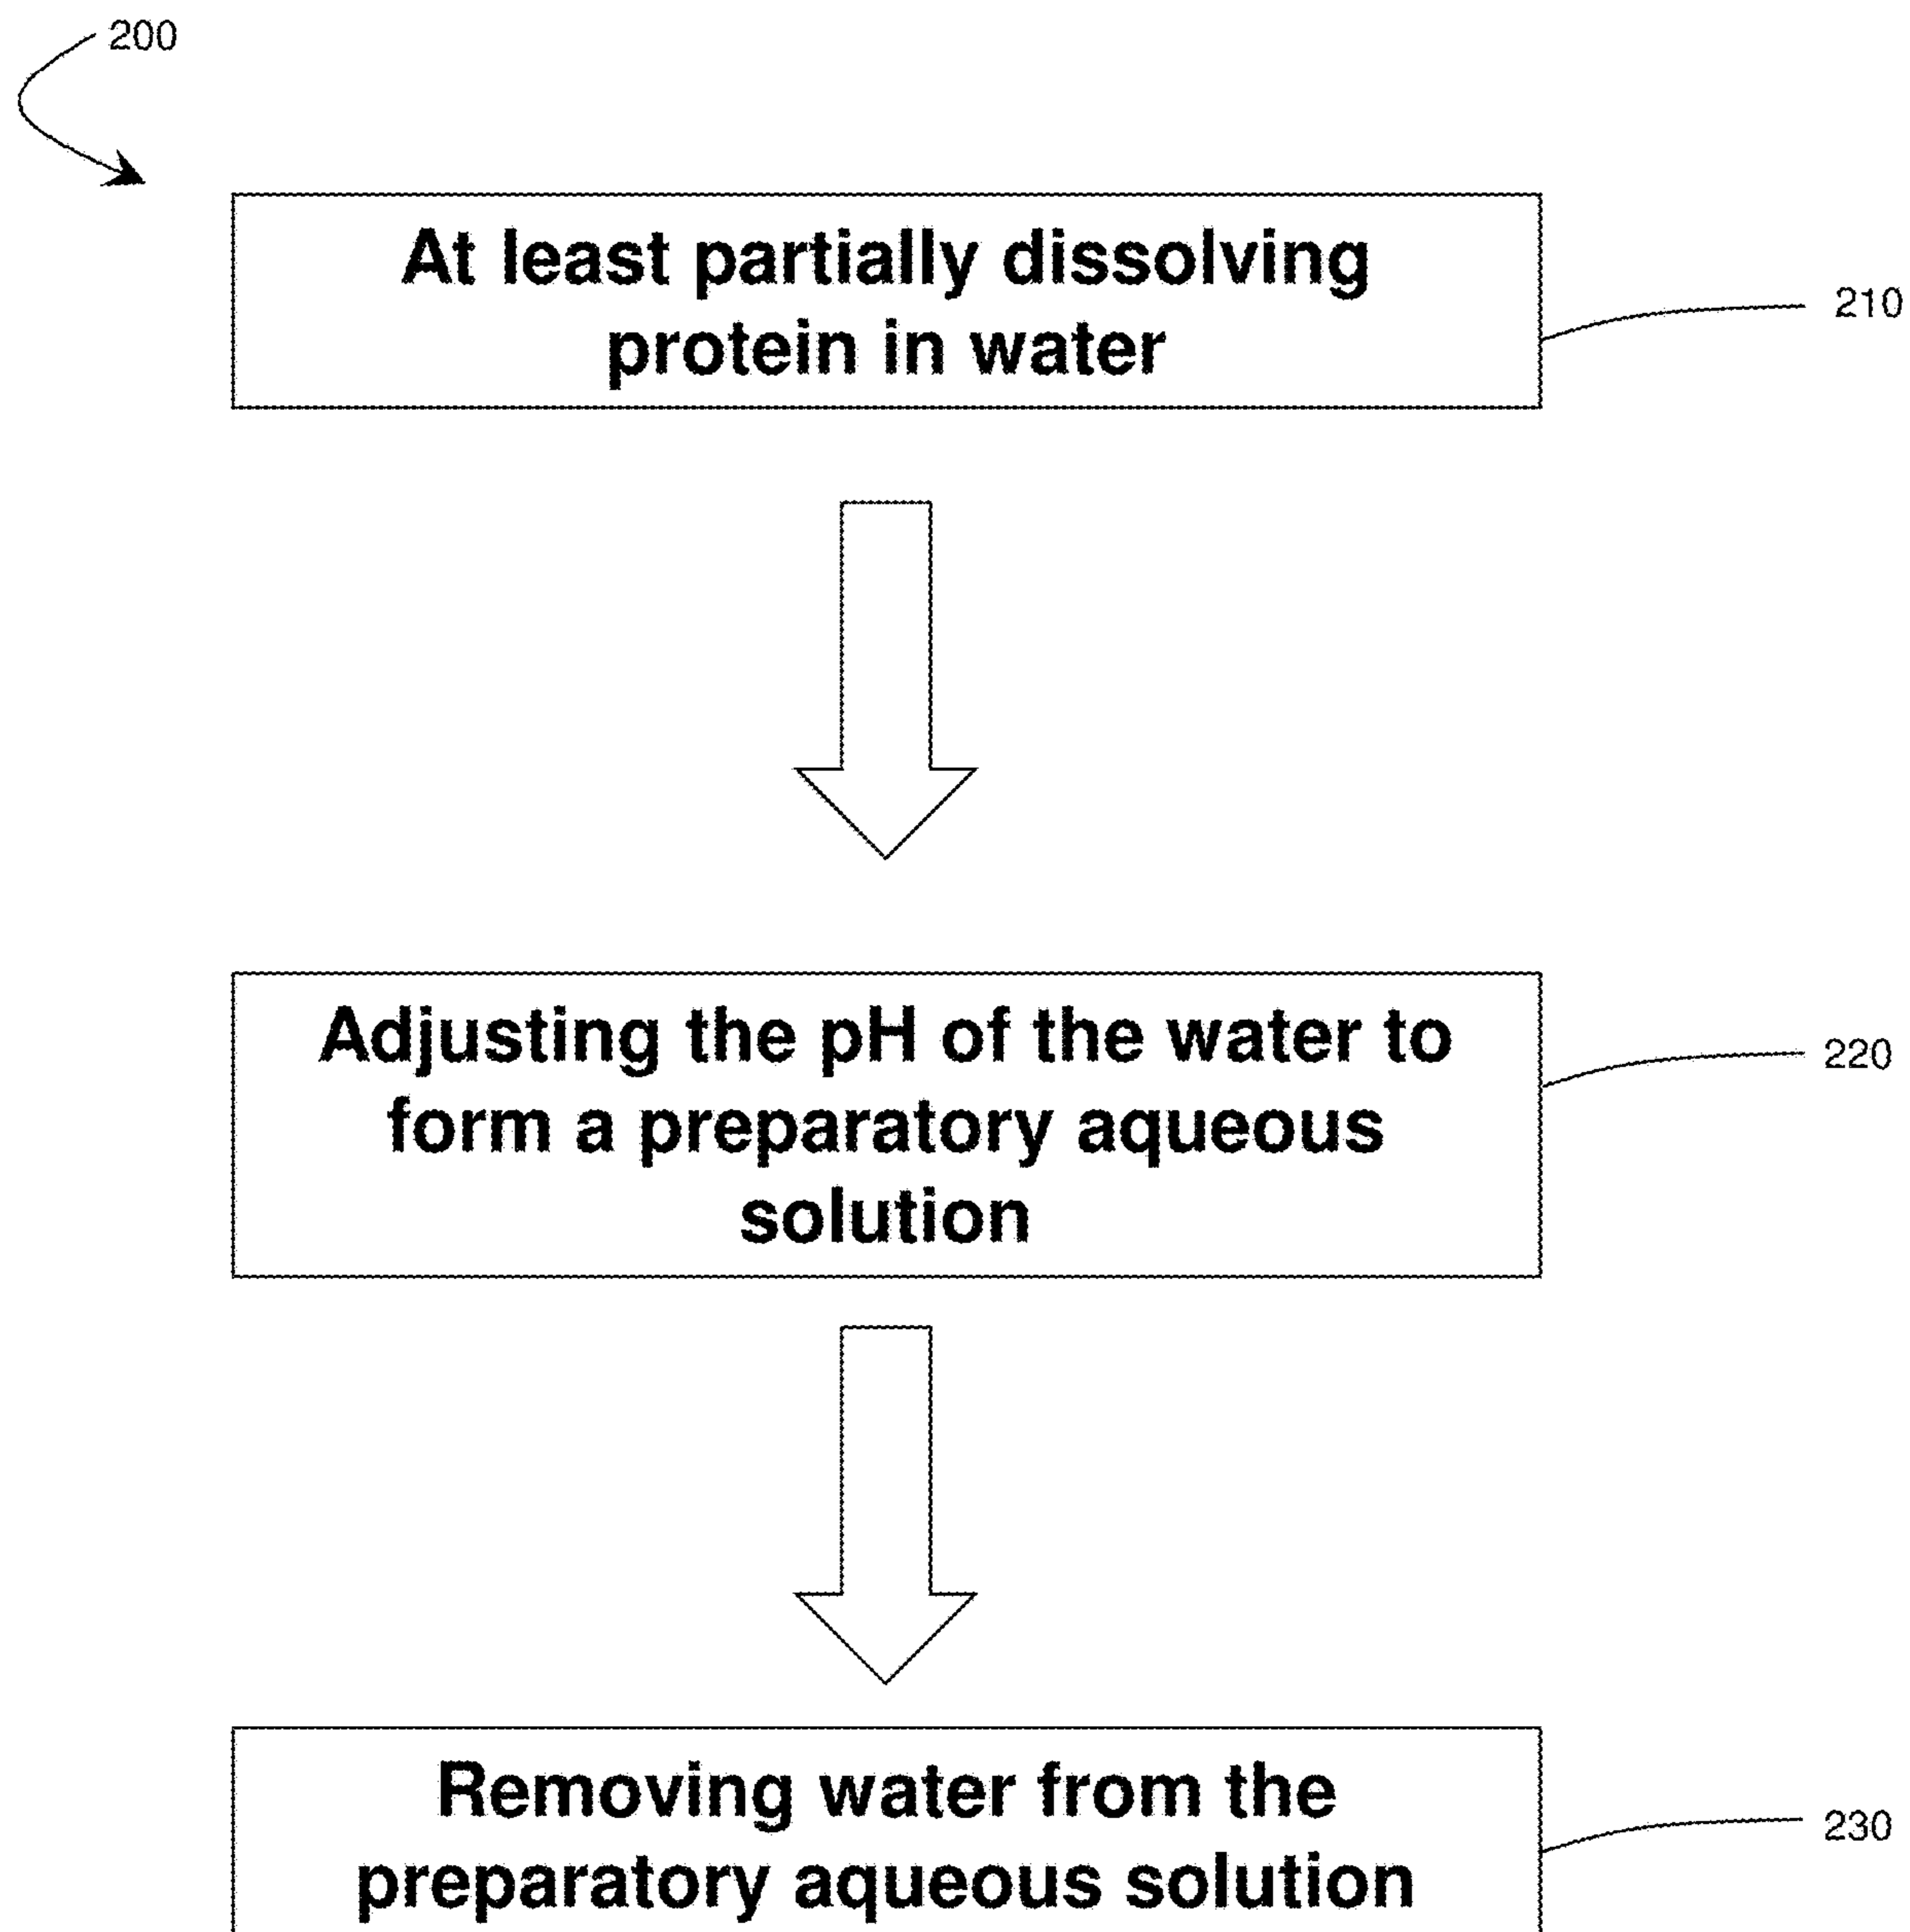 200
At least partially dissolving
protein in water
210
Adjusting the pH of the water to
form a preparatory aqueous
solution
220
Removing water from the
preparatory aqueous solution
230